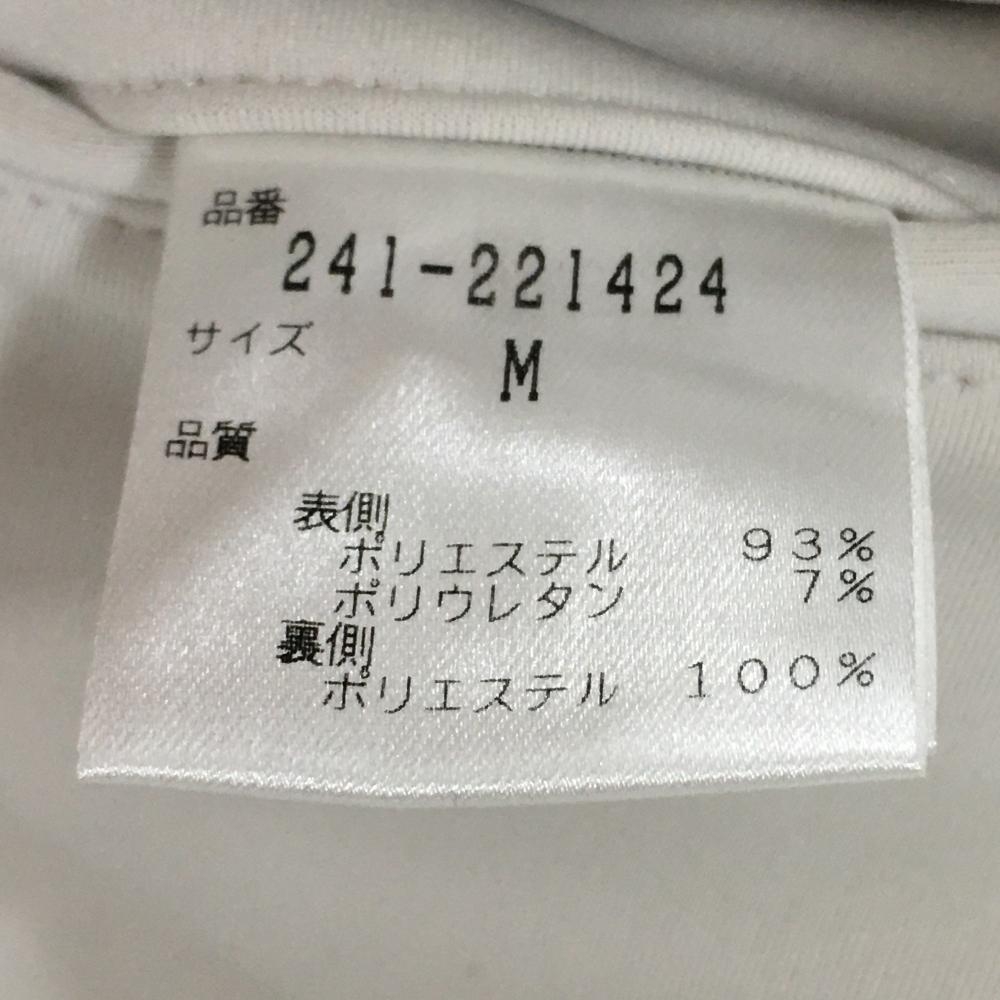 品番
241-221424
サイズ M
品質
表側
ポリエステル 93%
ポリウレタン 7%
裏側
ポリエステル 100%